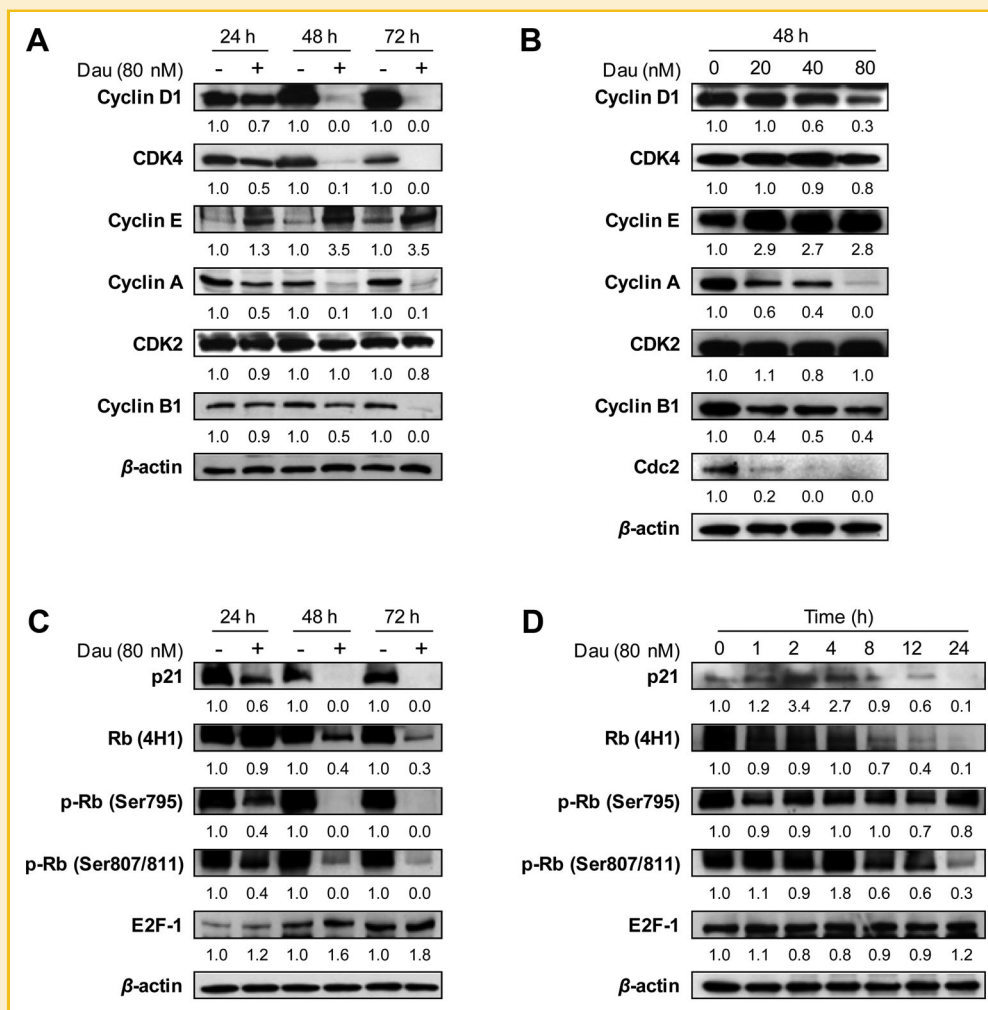 A
24 h 48 h 72 h
Dau (80 nM) - + - + - +
Cyclin D1
1.0 0.7 1.0 0.0 1.0 0.0
CDK4
1.0 0.5 1.0 0.1 1.0 0.0
Cyclin E
1.0 1.3 1.0 3.5 1.0 3.5
Cyclin A
1.0 0.5 1.0 0.1 1.0 0.1
CDK2
1.0 0.9 1.0 1.0 1.0 0.8
Cyclin B1
1.0 0.9 1.0 0.5 1.0 0.0
β-actin
B
48 h
Dau (nM) 0 20 40 80
Cyclin D1
1.0 1.0 0.6 0.3
CDK4
1.0 1.0 0.9 0.8
Cyclin E
1.0 2.9 2.7 2.8
Cyclin A
1.0 0.6 0.4 0.0
CDK2
1.0 1.1 0.8 1.0
Cyclin B1
1.0 0.4 0.5 0.4
Cdc2
1.0 0.2 0.0 0.0
β-actin
C
24 h 48 h 72 h
Dau (80 nM) - + - + - +
p21
1.0 0.6 1.0 0.0 1.0 0.0
Rb (4H1)
1.0 0.9 1.0 0.4 1.0 0.3
p-Rb (Ser795)
1.0 0.4 1.0 0.0 1.0 0.0
p-Rb (Ser807/811)
1.0 0.4 1.0 0.0 1.0 0.0
E2F-1
1.0 1.2 1.0 1.6 1.0 1.8
β-actin
D
Time (h)
Dau (80 nM) 0 1 2 4 8 12 24
p21
1.0 1.2 3.4 2.7 0.9 0.6 0.1
Rb (4H1)
1.0 0.9 0.9 1.0 0.7 0.4 0.1
p-Rb (Ser795)
1.0 0.9 0.9 1.0 1.0 0.7 0.8
p-Rb (Ser807/811)
1.0 1.1 0.9 1.8 0.6 0.6 0.3
E2F-1
1.0 1.1 0.8 0.8 0.9 0.9 1.2
β-actin